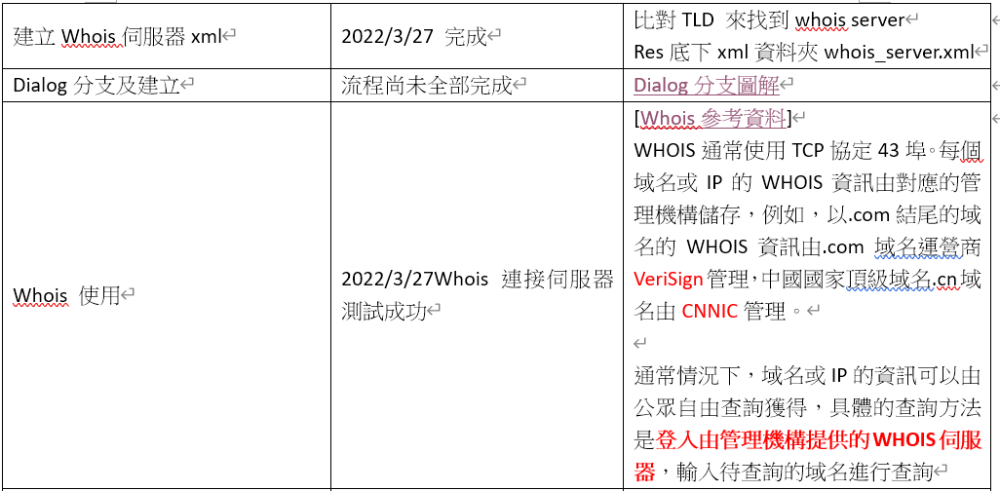 建立 Whois 伺服器 xml
2022/3/27 完成
比對 TLD 來找到 whois server
Res 底下 xml 資料夾 whois_server.xml
Dialog 分支及建立
流程尚未全部完成
Dialog 分支圖解
Whois 使用
2022/3/27Whois 連接伺服器
測試成功
[Whois 參考資料]
WHOIS 通常使用 TCP 協定 43 埠。每個
域名或 IP 的 WHOIS 資訊由對應的管
理機構儲存，例如，以.com 結尾的域
名的 WHOIS 資訊由.com 域名運營商
VeriSign 管理，中國國家頂級域名.cn 域
名由 CNNIC 管理。
通常情況下，域名或 IP 的資訊可以由
公眾自由查詢獲得，具體的查詢方法
是登入由管理機構提供的 WHOIS 伺服
器，輸入待查詢的域名進行查詢